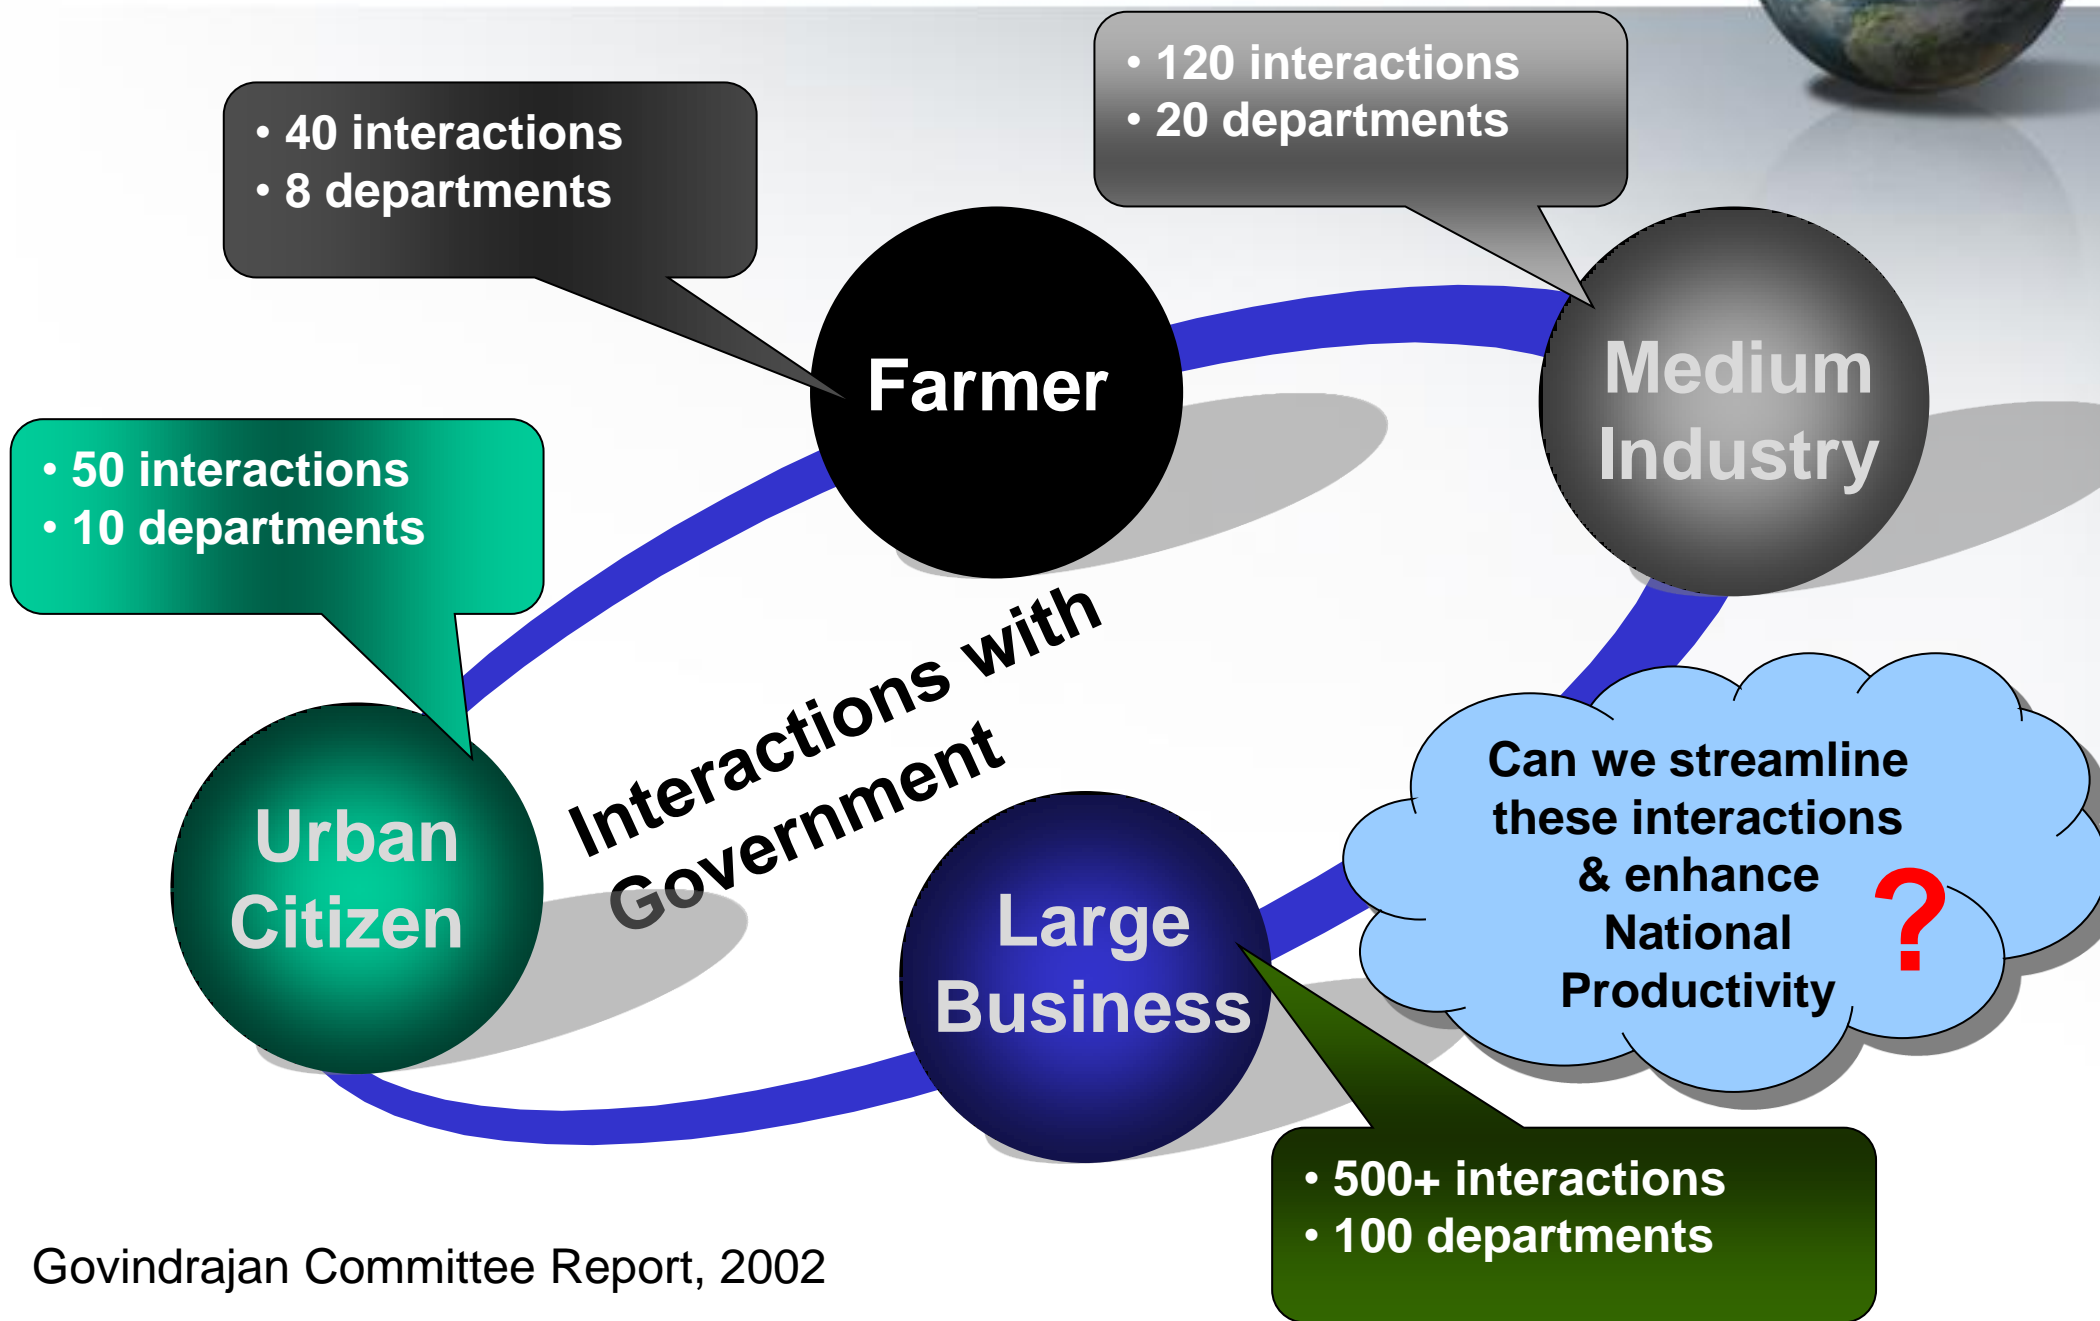 • 120 interactions
• 20 departments
• 40 interactions
• 8 departments
Farmer
Medium
Industry
• 50 interactions
• 10 departments
Interactions with
Government
Urban
Citizen
Large
Business
Can we streamline
these interactions
& enhance
National
Productivity
?
• 500+ interactions
• 100 departments
Govindrajan Committee Report, 2002